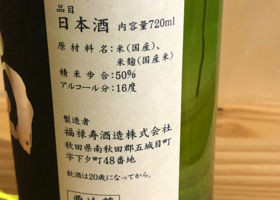 品目
日本酒 内容量720ml
原材料名：米（国産）、
米麹（国産米）
精米歩合：50％
アルコール分：16度
製造者
福禄寿酒造株式会社
秋田県南秋田郡五城目町
字下夕町48番地
飲酒は20歳になってから。